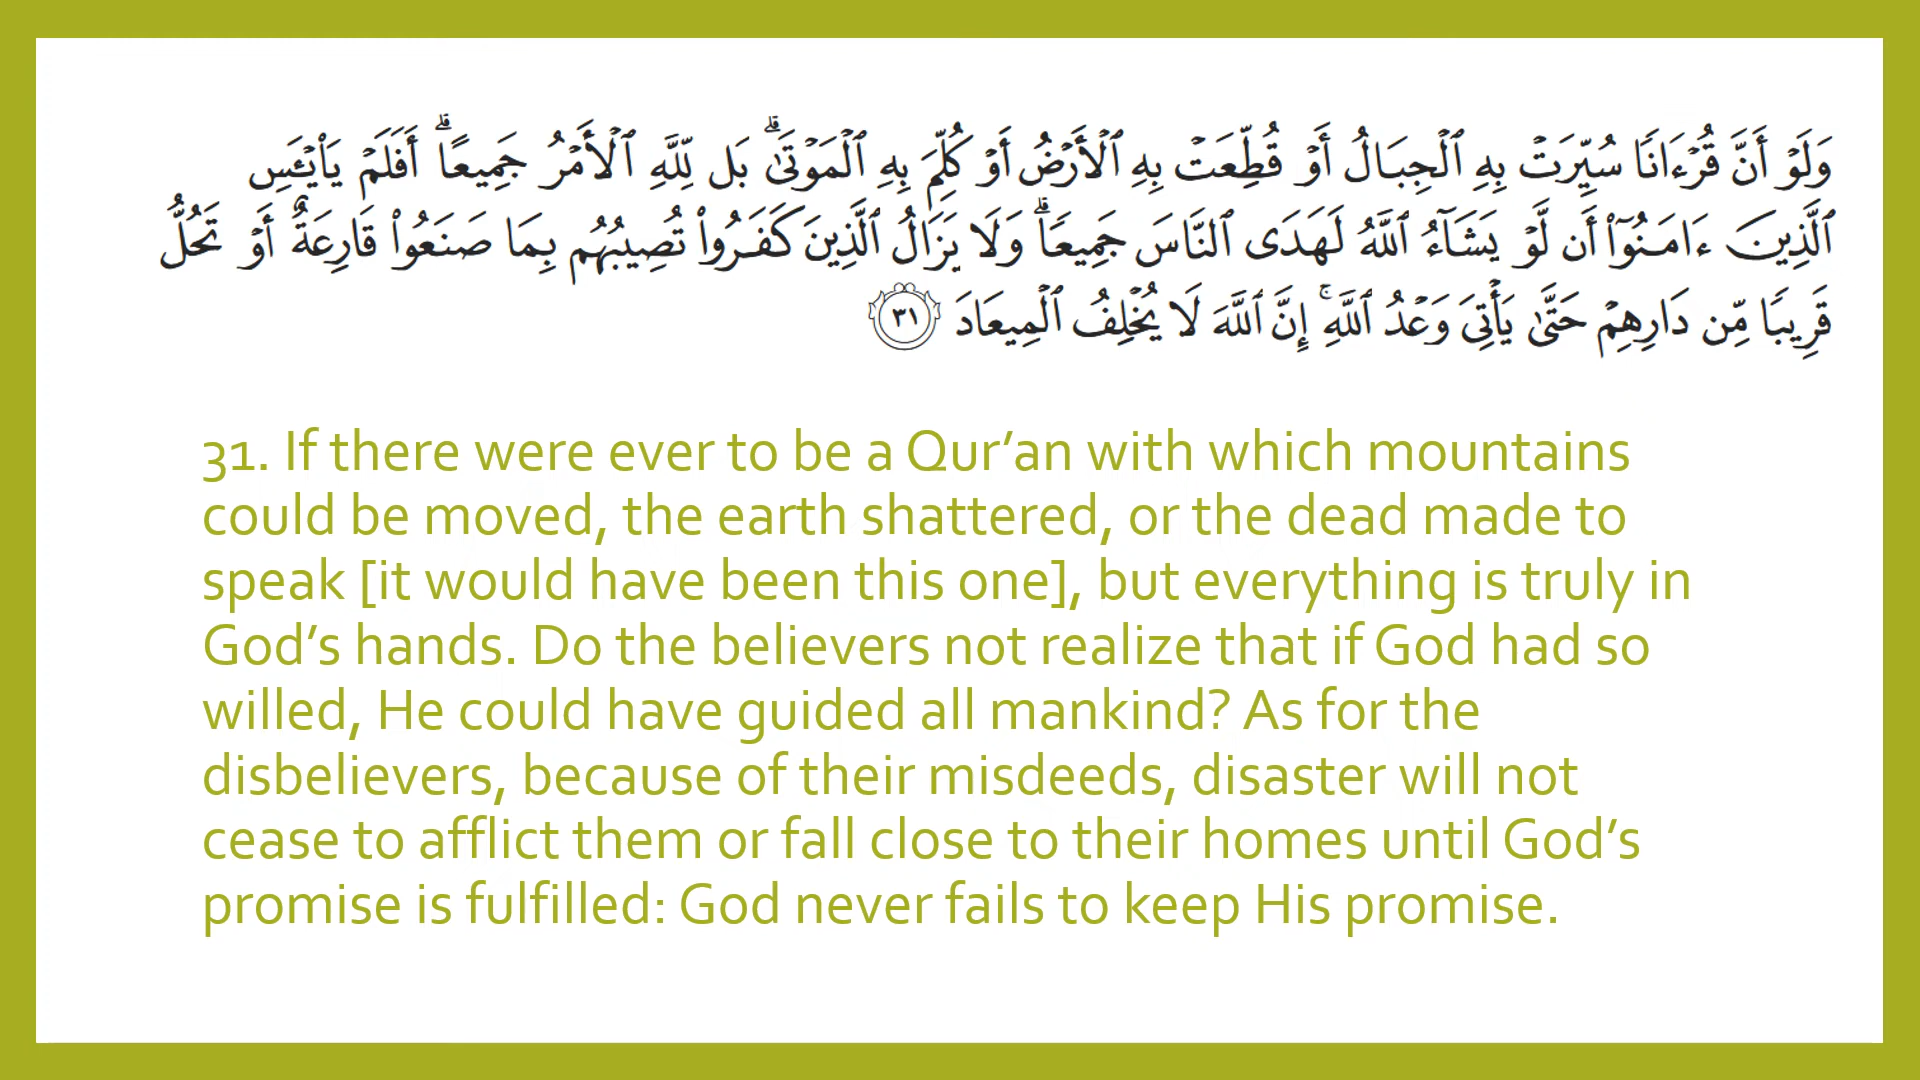 وَلَوْ أَنَّ قُرْءَانًا سُيِّرَتْ بِهِ ٱلْجِبَالُ أَوْ قُطِّعَتْ بِهِ ٱلْأَرْضُ أَوْ كُلِّمَ بِهِ ٱلْمَوْتَىٰ ۗ بَل لِّلَّهِ ٱلْأَمْرُ جَمِيعًا ۗ أَفَلَمْ يَا۟يْـَٔسِ
ٱلَّذِينَ ءَامَنُوٓا۟ أَن لَّوْ يَشَآءُ ٱللَّهُ لَهَدَى ٱلنَّاسَ جَمِيعًا ۗ وَلَا يَزَالُ ٱلَّذِينَ كَفَرُوا۟ تُصِيبُهُم بِمَا صَنَعُوا۟ قَارِعَةٌ أَوْ تَحُلُّ
قَرِيبًا مِّن دَارِهِمْ حَتَّىٰ يَأْتِىَ وَعْدُ ٱللَّهِ ۚ إِنَّ ٱللَّهَ لَا يُخْلِفُ ٱلْمِيعَادَ ٣١
31. If there were ever to be a Qur’an with which mountains
could be moved, the earth shattered, or the dead made to
speak [it would have been this one], but everything is truly in
God’s hands. Do the believers not realize that if God had so
willed, He could have guided all mankind? As for the
disbelievers, because of their misdeeds, disaster will not
cease to afflict them or fall close to their homes until God’s
promise is fulfilled: God never fails to keep His promise.